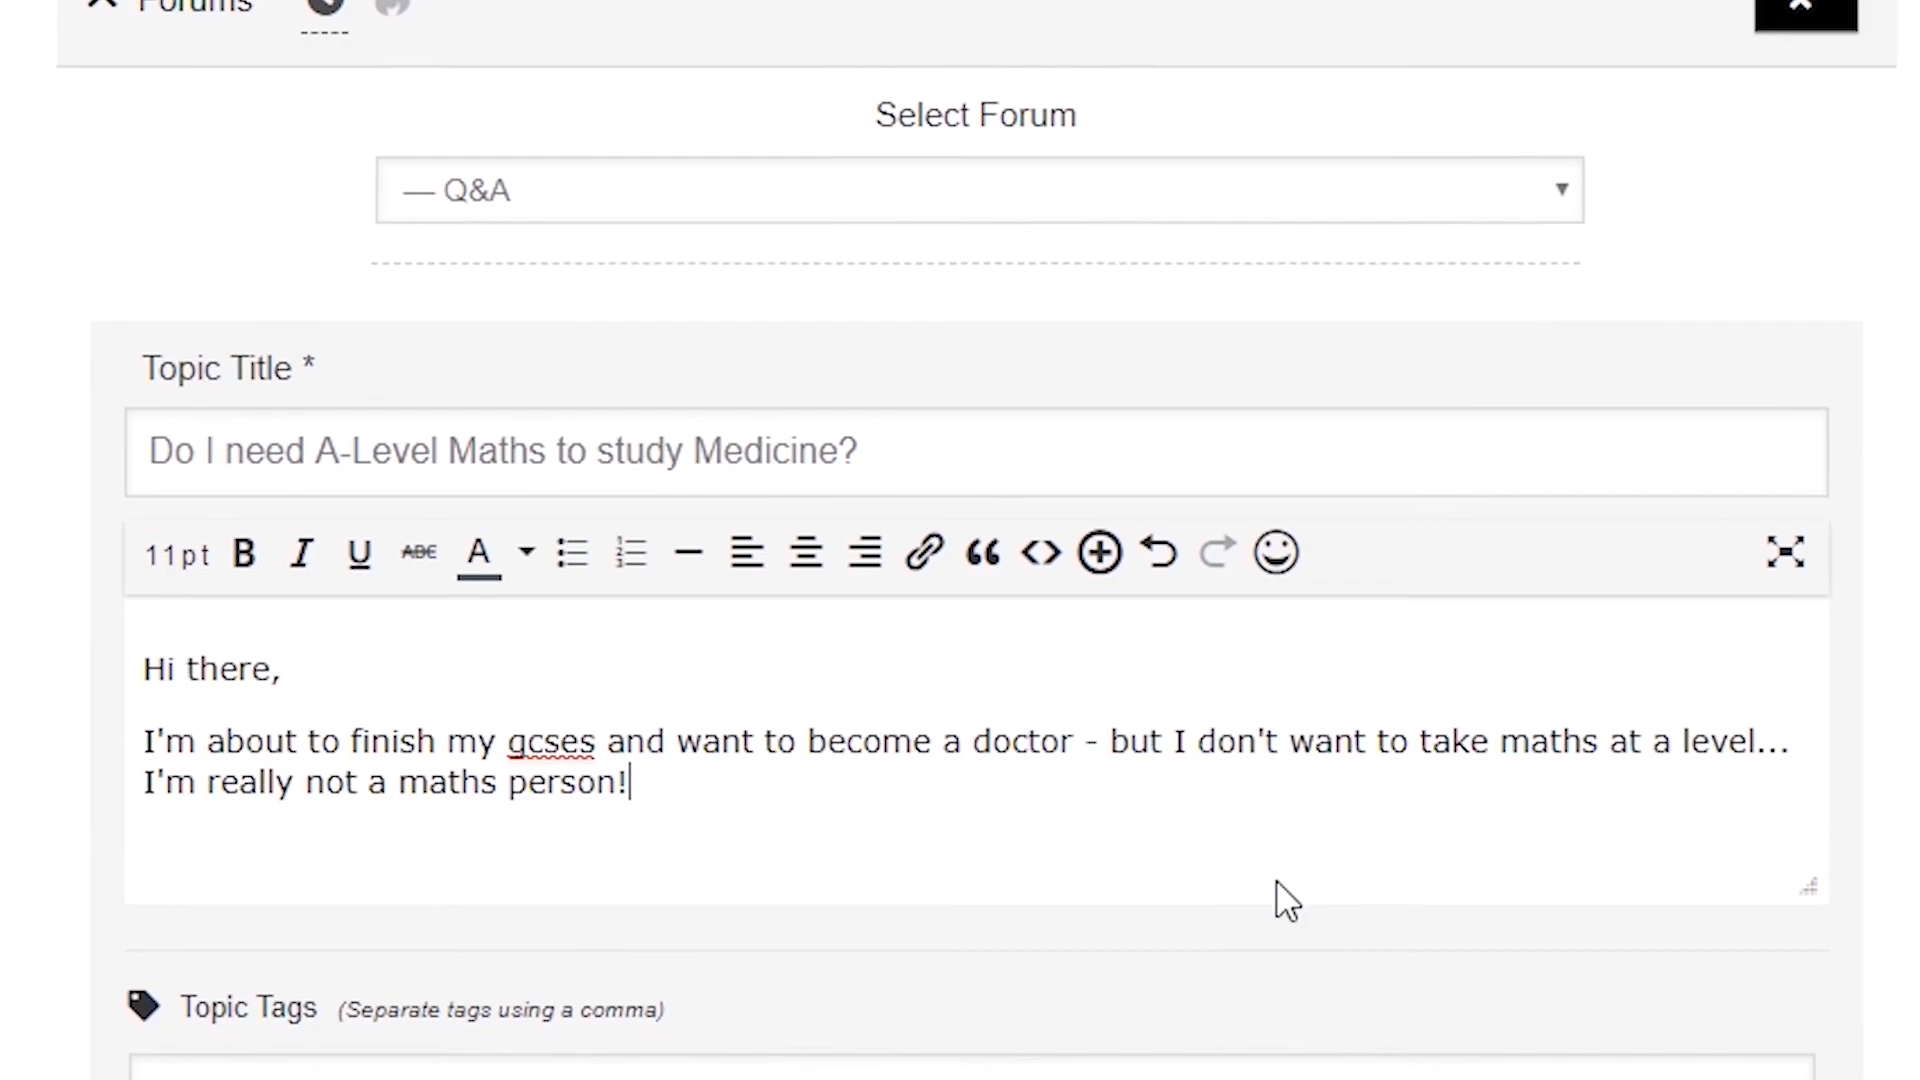 Forums
Select Forum
— Q&A
Topic Title *
Do I need A-Level Maths to study Medicine?
11pt B I U ABC A
Hi there,
I'm about to finish my gcses and want to become a doctor - but I don't want to take maths at a level...
I'm really not a maths person!
Topic Tags (Separate tags using a comma)